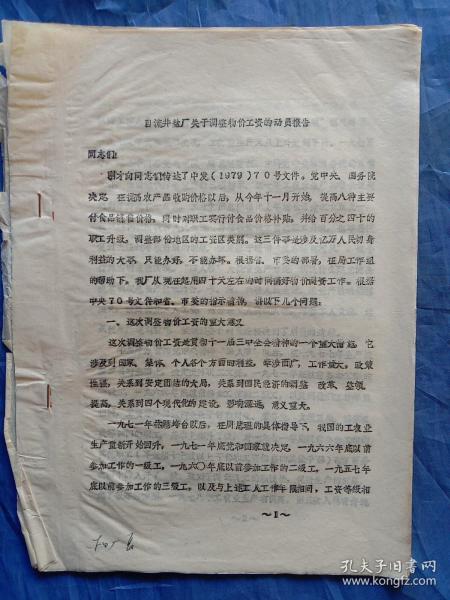 自流井盐厂关于调整物价工资的动员报告
同志们:
刚才向同志们传达了中发(1979)70号文件。党中央、国务院
决定,在提高农产品收购价格以后,从今年十一月开始,提高八种主要
付食品销售价格,同时对职工实行付食品价格补贴,并给百分之四十的
职工升级,调整部份地区的工资区类别。这三件事是涉及亿万人民切身
利益的大事,只能办好,不能办坏。根据省、市委的部署,在局工作组
的帮助下,我厂从现在起用四十天左右的时间搞好物价调资工作。根据
中央70号文件和省、市委的指示精神,讲以下几个问题:
一、这次调整物价工资的重大意义
这次调整物价工资是贯彻十一届三中全会精神的一个重大措施,它
涉及到国家、集体、个人各个方面的利益,牵涉面广,工作量大,政策
性强,关系到安定团结的大局,关系到国民经济的调整、改革、整顿、
提高,关系到四个现代化的建设,影响深远,意义重大。
一九七一年林彪垮台以后,在周总理的具体指导下,我国的工农业
生产重新开始回升,一九七一年底党和国家就决定,一九六六年底以前
参加工作的一级工,一九六〇年底以前参加工作的二级工,一九五七年
底以前参加工作的三级工,以及与上述工人工作年限相同,工资等级相
~1~
孔夫子旧书网
book.kongfz.com